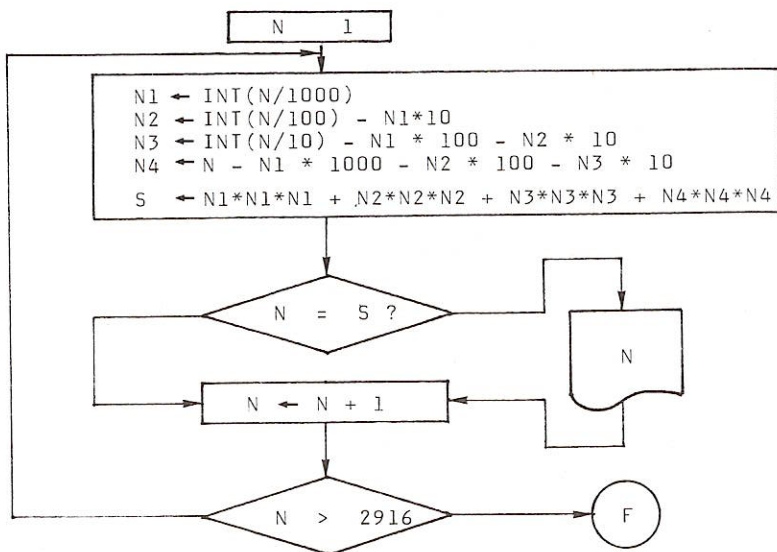 N 1
N1 ← INT(N/1000)
N2 ← INT(N/100) - N1*10
N3 ← INT(N/10) - N1 * 100 - N2 * 10
N4 ← N - N1 * 1000 - N2 * 100 - N3 * 10
S ← N1*N1*N1 + N2*N2*N2 + N3*N3*N3 + N4*N4*N4
N = S ?
N
N ← N + 1
N > 2916
F